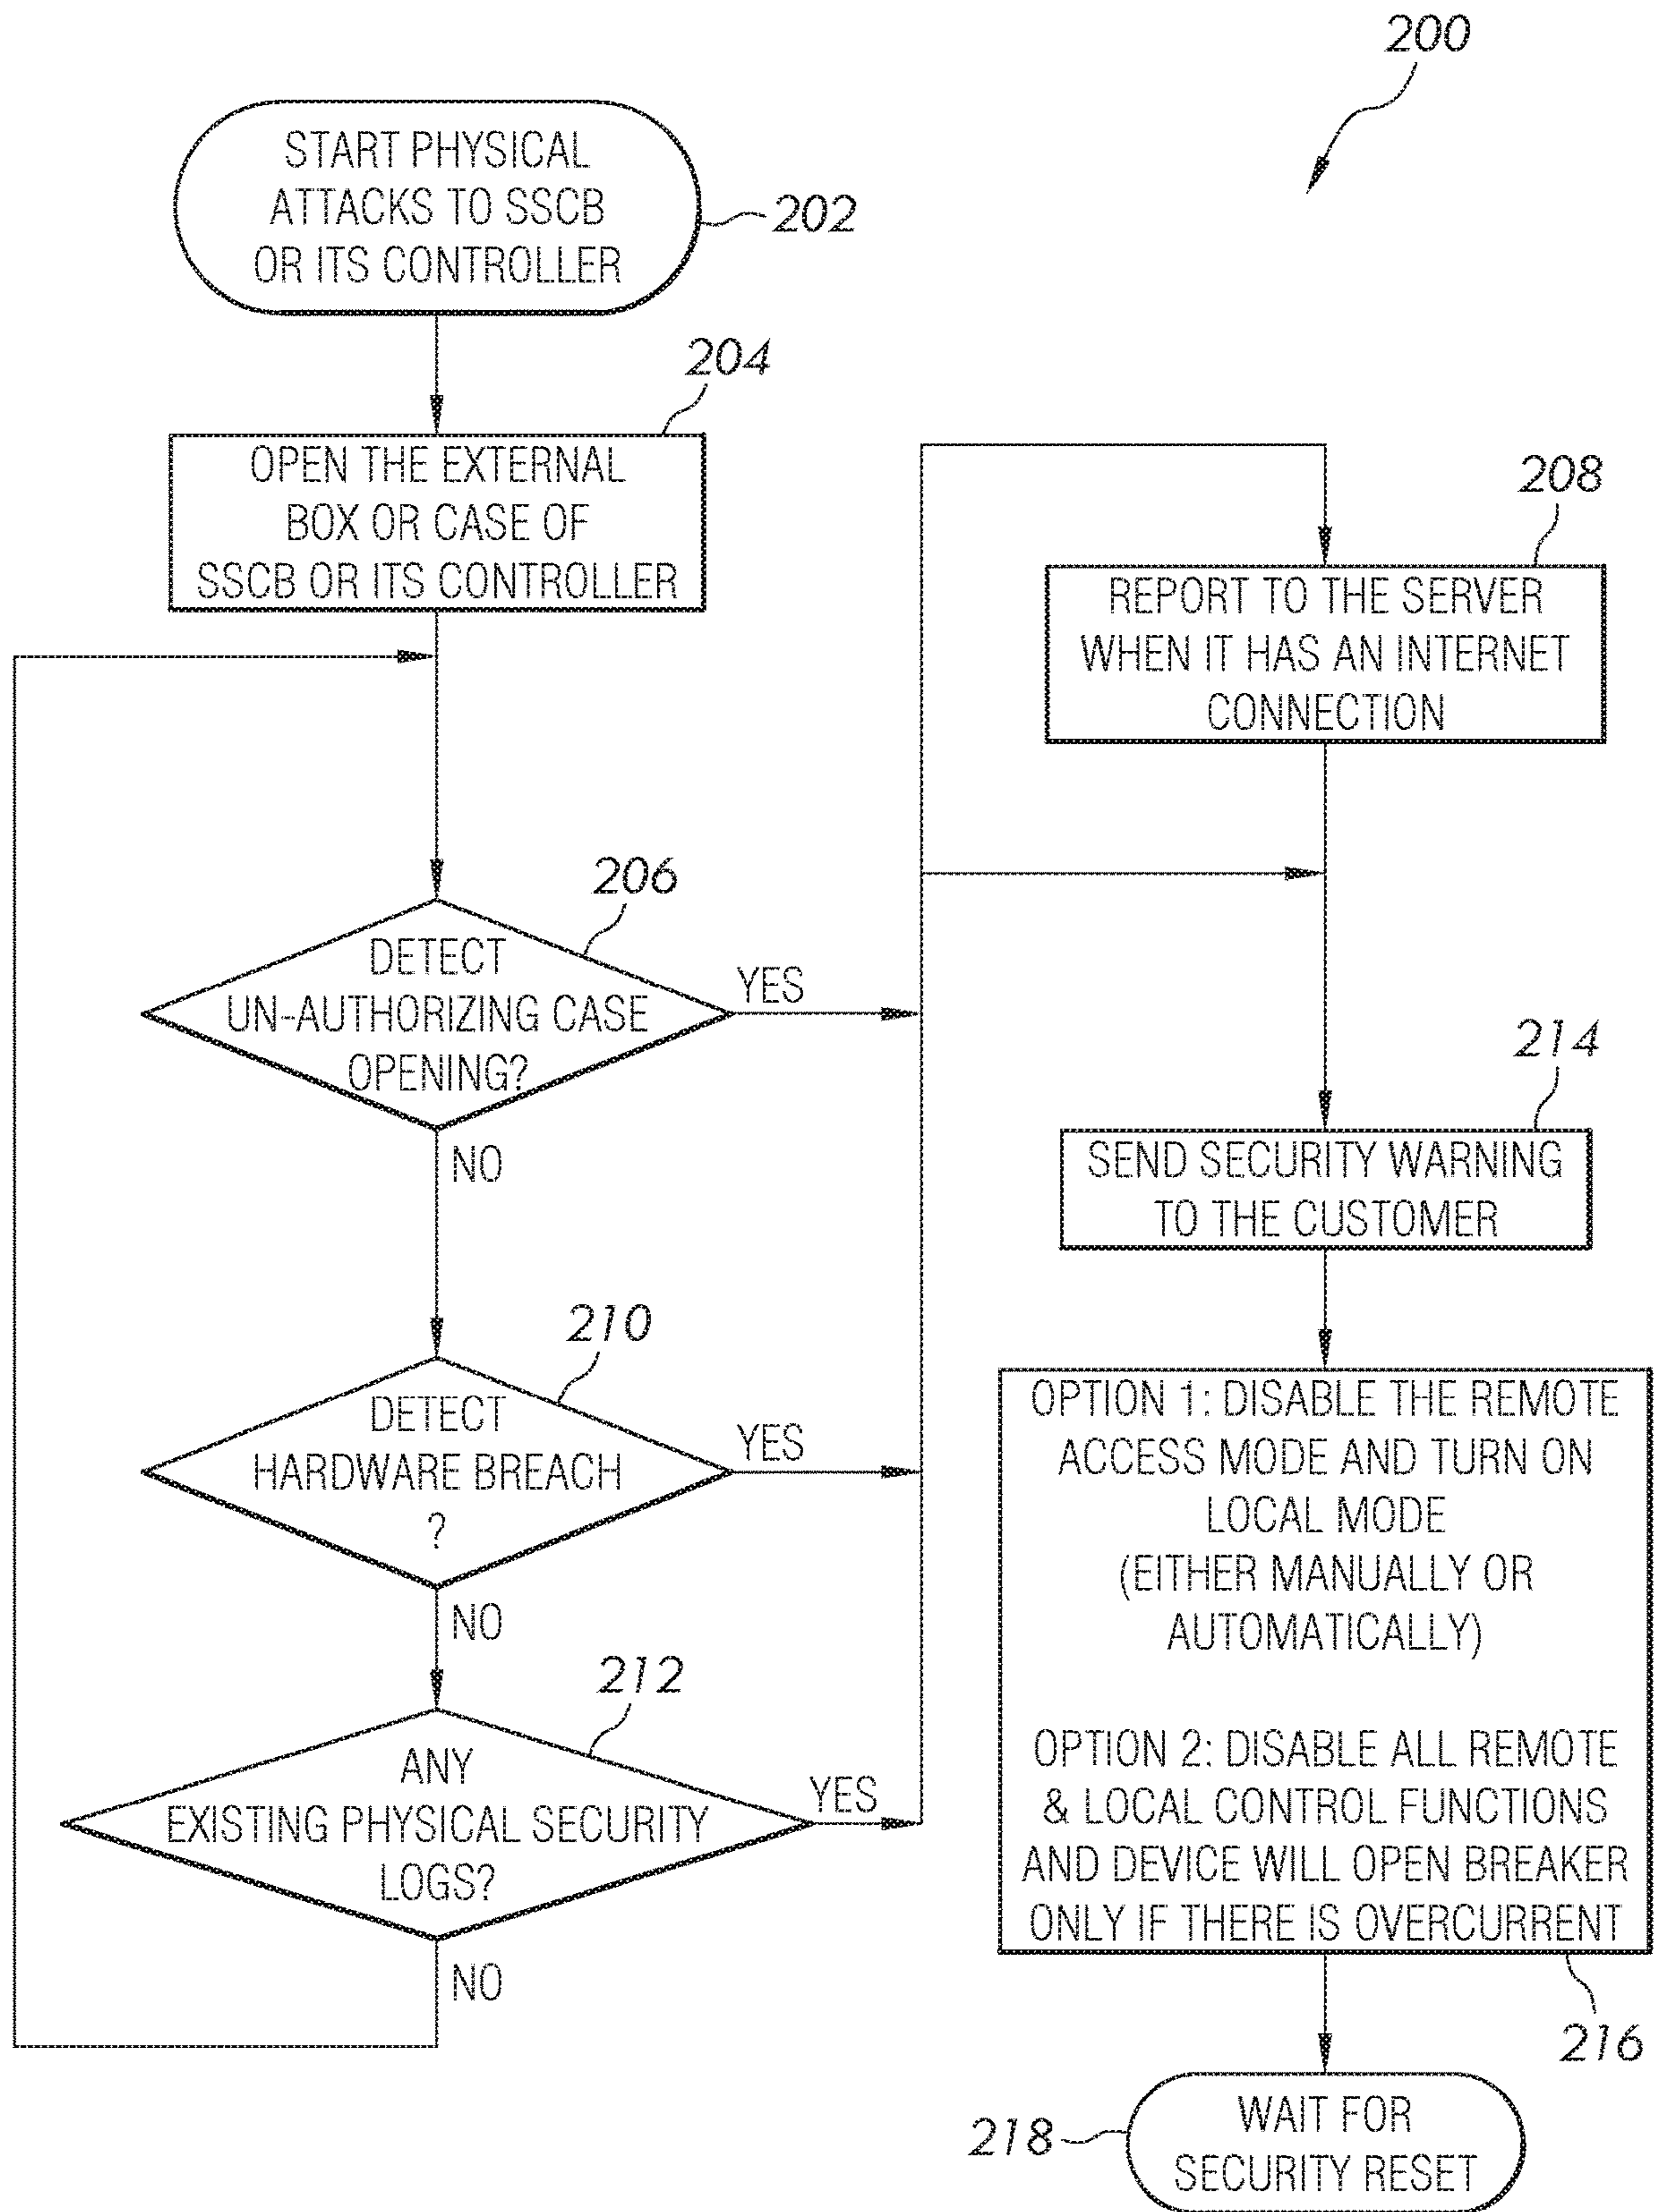 200
START PHYSICAL
ATTACKS TO SSCB
OR ITS CONTROLLER
202
204
OPEN THE EXTERNAL
BOX OR CASE OF
SSCB OR ITS CONTROLLER
206
DETECT
UN-AUTHORIZING CASE
OPENING?
YES
NO
210
DETECT
HARDWARE BREACH
?
YES
NO
212
ANY
EXISTING PHYSICAL SECURITY
LOGS?
YES
NO
208
REPORT TO THE SERVER
WHEN IT HAS AN INTERNET
CONNECTION
214
SEND SECURITY WARNING
TO THE CUSTOMER
OPTION 1: DISABLE THE REMOTE
ACCESS MODE AND TURN ON
LOCAL MODE
(EITHER MANUALLY OR
AUTOMATICALLY)
OPTION 2: DISABLE ALL REMOTE
& LOCAL CONTROL FUNCTIONS
AND DEVICE WILL OPEN BREAKER
ONLY IF THERE IS OVERCURRENT
216
218
WAIT FOR
SECURITY RESET